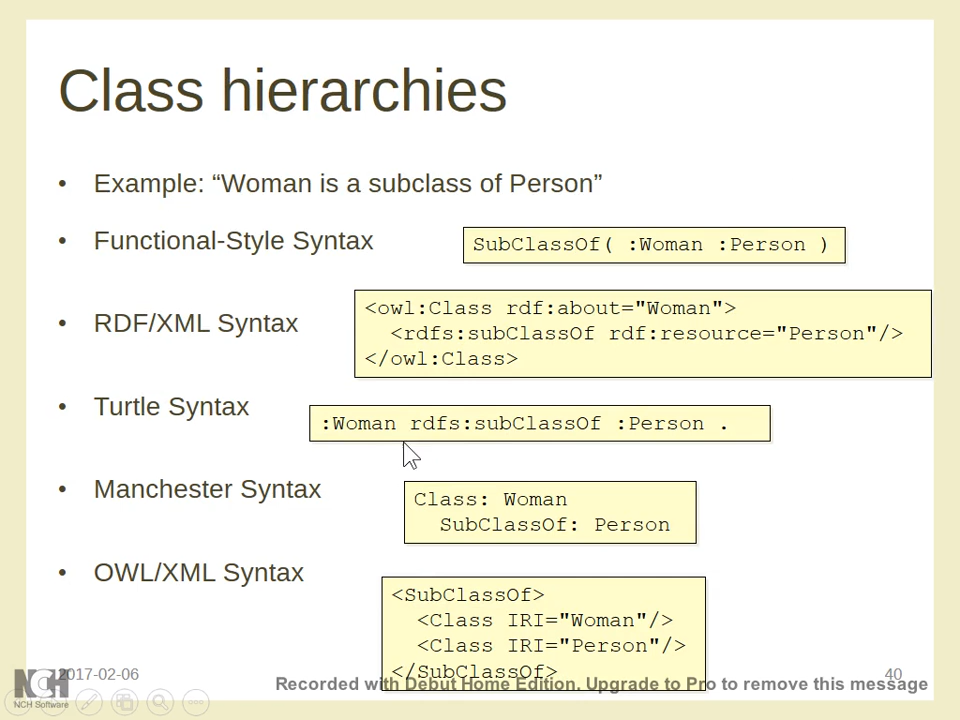 Class hierarchies
• Example: “Woman is a subclass of Person”
• Functional-Style Syntax
SubClassOf( :Woman :Person )
• RDF/XML Syntax
<owl:Class rdf:about="Woman">
<rdfs:subClassOf rdf:resource="Person"/>
</owl:Class>
• Turtle Syntax
:Woman rdfs:subClassOf :Person .
• Manchester Syntax
Class: Woman
SubClassOf: Person
• OWL/XML Syntax
<SubClassOf>
<Class IRI="Woman"/>
<Class IRI="Person"/>
</SubClassOf>
2017-02-06
40
NCH
NCH Software
Recorded with Debut Home Edition. Upgrade to Pro to remove this message